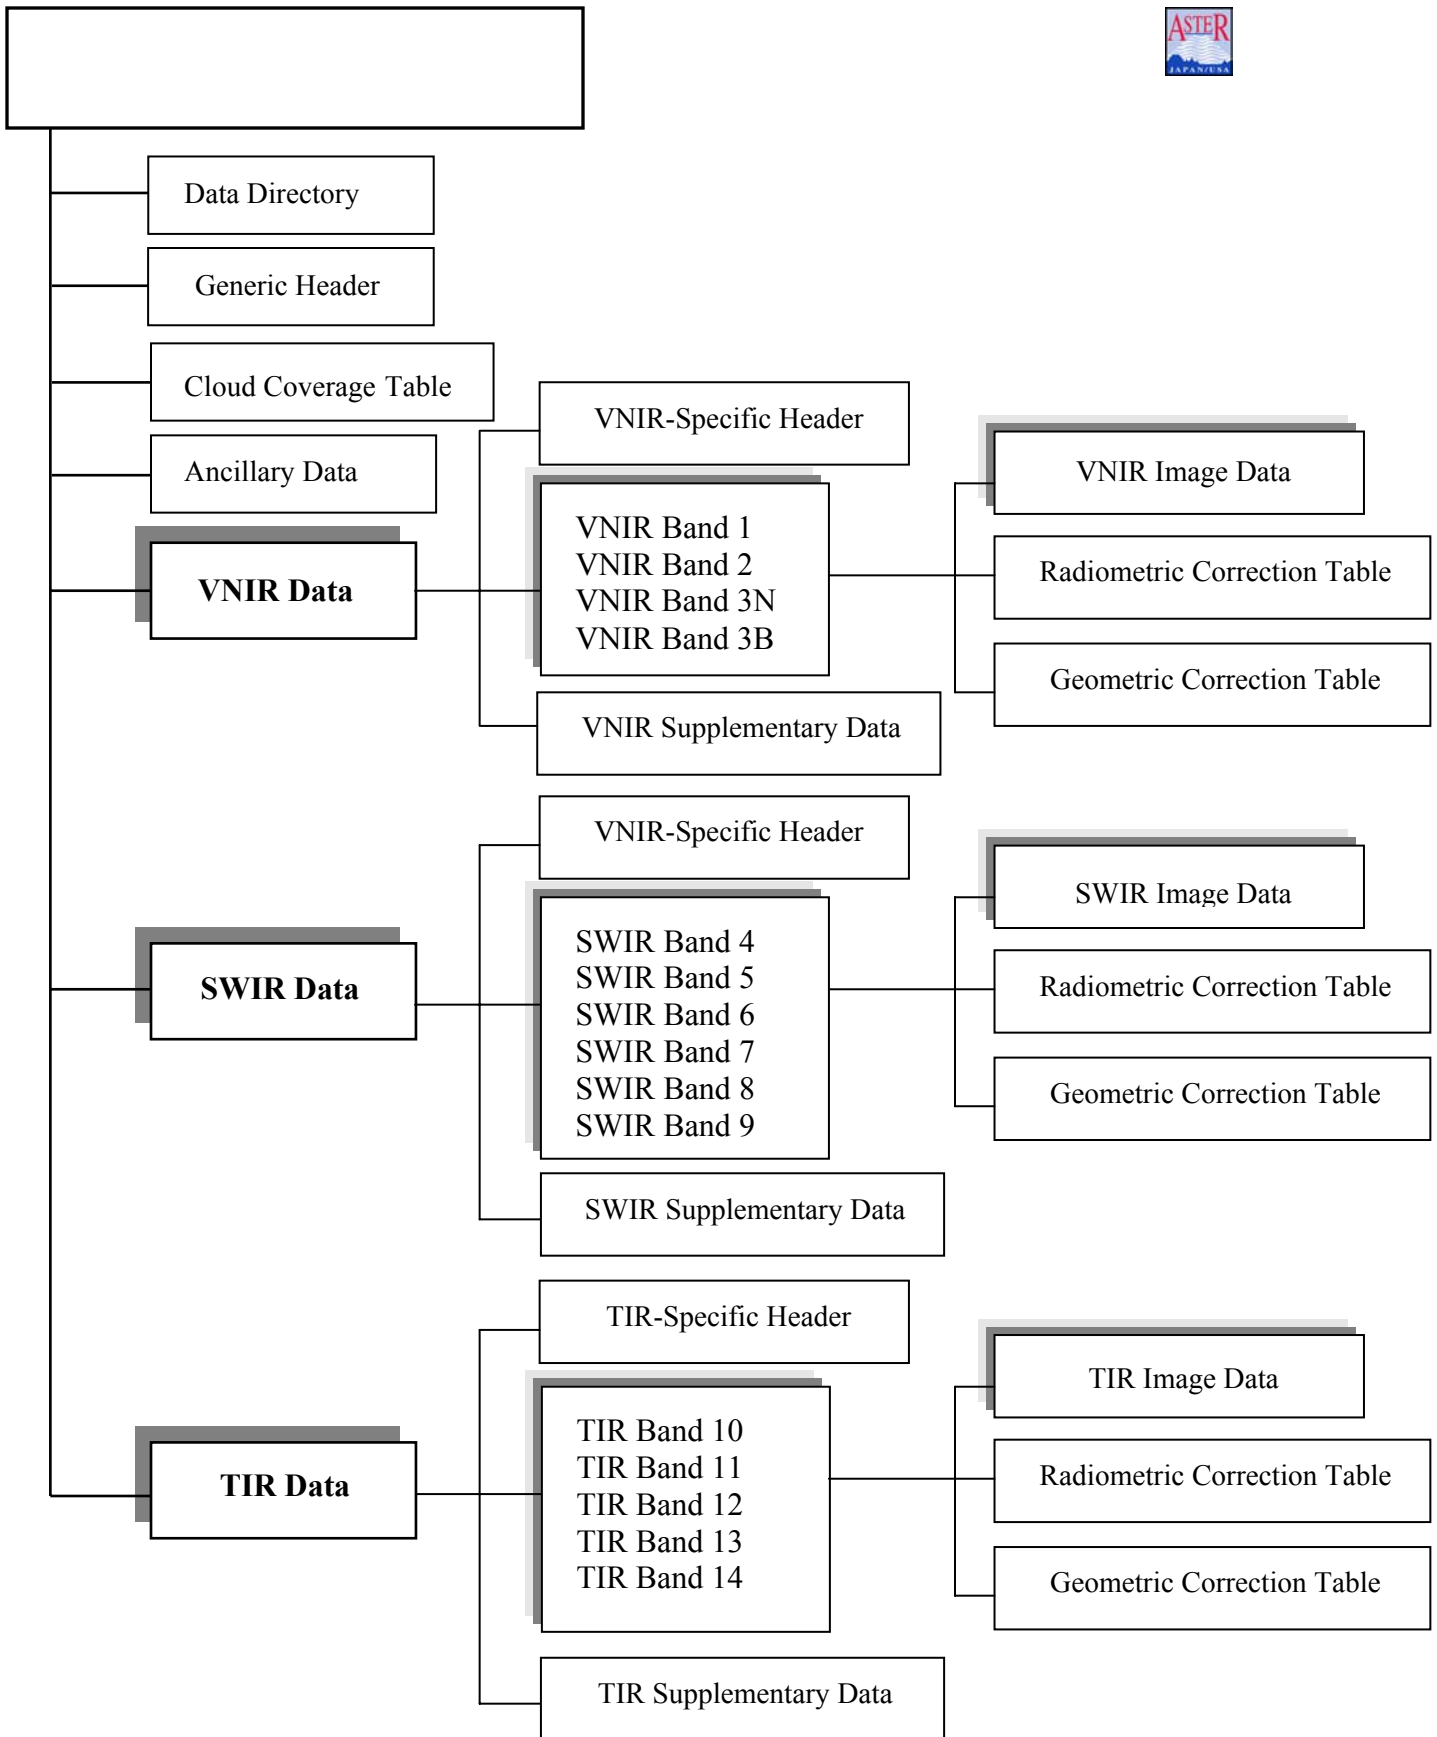 ASTER
JAPAN/USA
Data Directory
Generic Header
Cloud Coverage Table
Ancillary Data
VNIR Data
VNIR-Specific Header
VNIR Band 1
VNIR Band 2
VNIR Band 3N
VNIR Band 3B
VNIR Supplementary Data
VNIR Image Data
Radiometric Correction Table
Geometric Correction Table
SWIR Data
VNIR-Specific Header
SWIR Band 4
SWIR Band 5
SWIR Band 6
SWIR Band 7
SWIR Band 8
SWIR Band 9
SWIR Supplementary Data
SWIR Image Data
Radiometric Correction Table
Geometric Correction Table
TIR Data
TIR-Specific Header
TIR Band 10
TIR Band 11
TIR Band 12
TIR Band 13
TIR Band 14
TIR Supplementary Data
TIR Image Data
Radiometric Correction Table
Geometric Correction Table